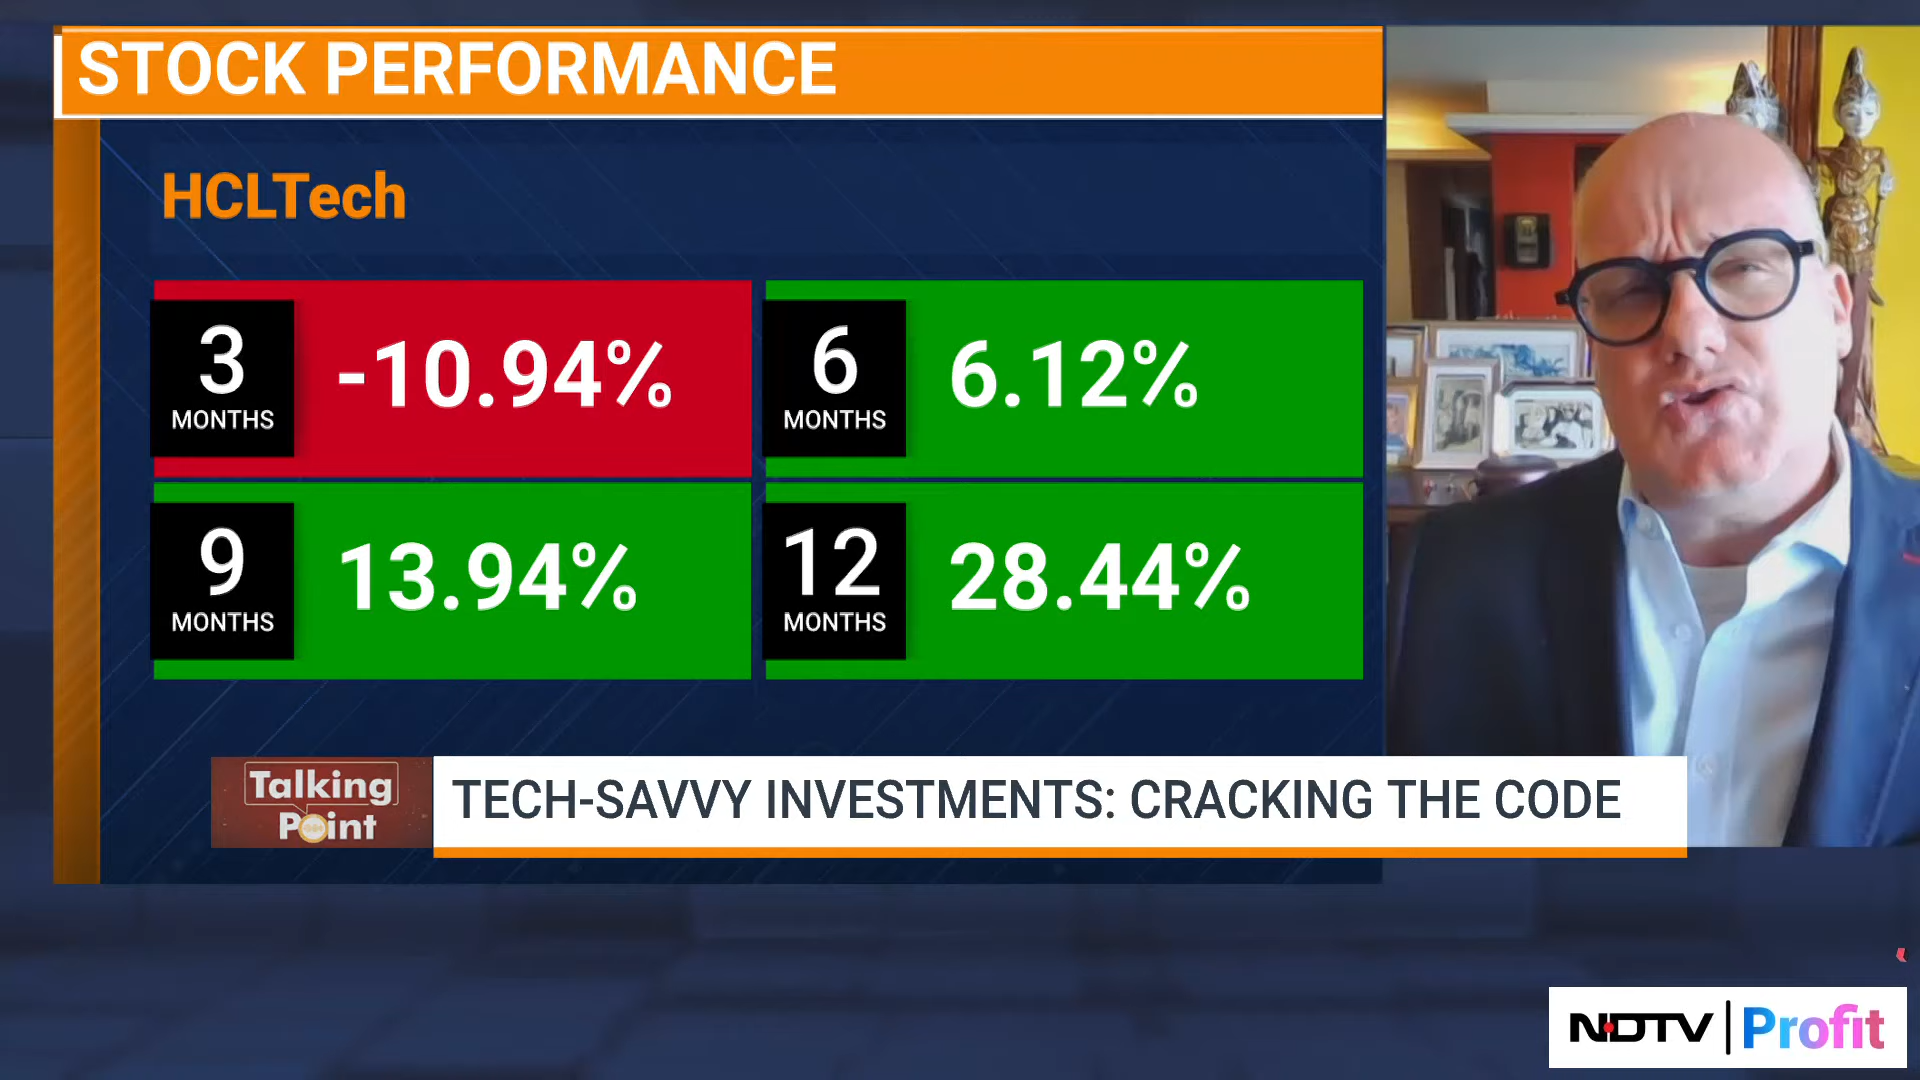 STOCK PERFORMANCE
HCLTech
3
MONTHS
-10.94%
6
MONTHS
6.12%
9
MONTHS
13.94%
12
MONTHS
28.44%
Talking
Point
TECH-SAVVY INVESTMENTS: CRACKING THE CODE
NDTV Profit